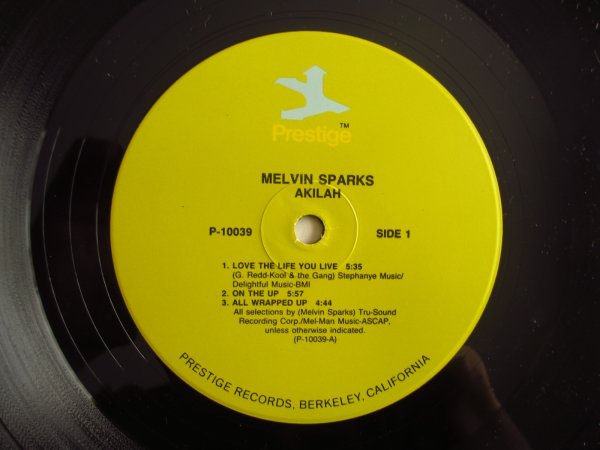 Prestige™
MELVIN SPARKS
AKILAH
P-10039 SIDE 1
1. LOVE THE LIFE YOU LIVE 5:35
(G. Redd-Kool & the Gang) Stephanye Music/
Delightful Music-BMI
2. ON THE UP 5:57
3. ALL WRAPPED UP 4:44
All selections by (Melvin Sparks) Tru-Sound
Recording Corp./Mel-Man Music-ASCAP,
unless otherwise indicated.
(P-10039-A)
PRESTIGE RECORDS, BERKELEY, CALIFORNIA